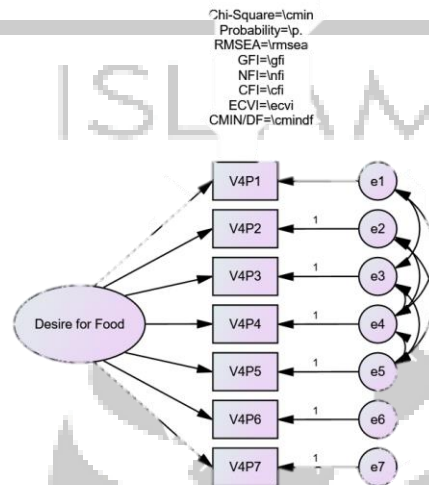 Chi-Square=\cmin
Probability=\p.
RMSEA=\rmsea
GFI=\gfi
NFI=\nfi
CFI=\cfi
ECVI=\ecvi
CMIN/DF=\cmindf
ISLAM
V4P1 e1
V4P2 1 e2
V4P3 1 e3
Desire for Food V4P4 1 e4
V4P5 1 e5
V4P6 1 e6
V4P7 1 e7